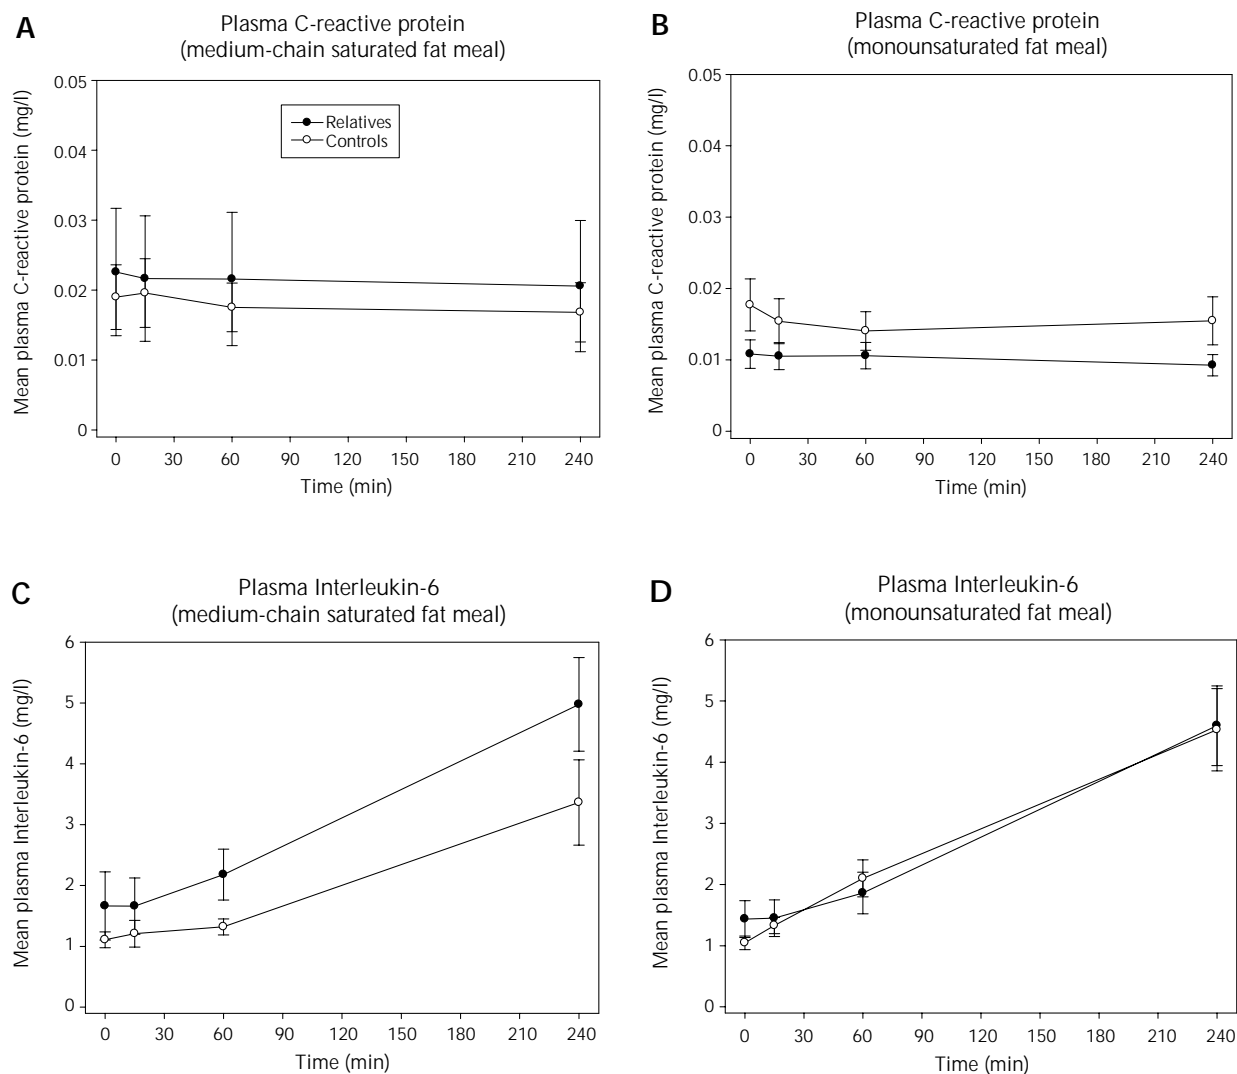 A
Plasma C-reactive protein
(medium-chain saturated fat meal)
Mean plasma C-reactive protein (mg/l)
0.05
0.04
0.03
0.02
0.01
0
Relatives
Controls
0 30 60 90 120 150 180 210 240
Time (min)
B
Plasma C-reactive protein
(monounsaturated fat meal)
Mean plasma C-reactive protein (mg/l)
0.05
0.04
0.03
0.02
0.01
0
0 30 60 90 120 150 180 210 240
Time (min)
C
Plasma Interleukin-6
(medium-chain saturated fat meal)
Mean plasma Interleukin-6 (mg/l)
6
5
4
3
2
1
0
0 30 60 90 120 150 180 210 240
Time (min)
D
Plasma Interleukin-6
(monounsaturated fat meal)
Mean plasma Interleukin-6 (mg/l)
6
5
4
3
2
1
0
0 30 60 90 120 150 180 210 240
Time (min)